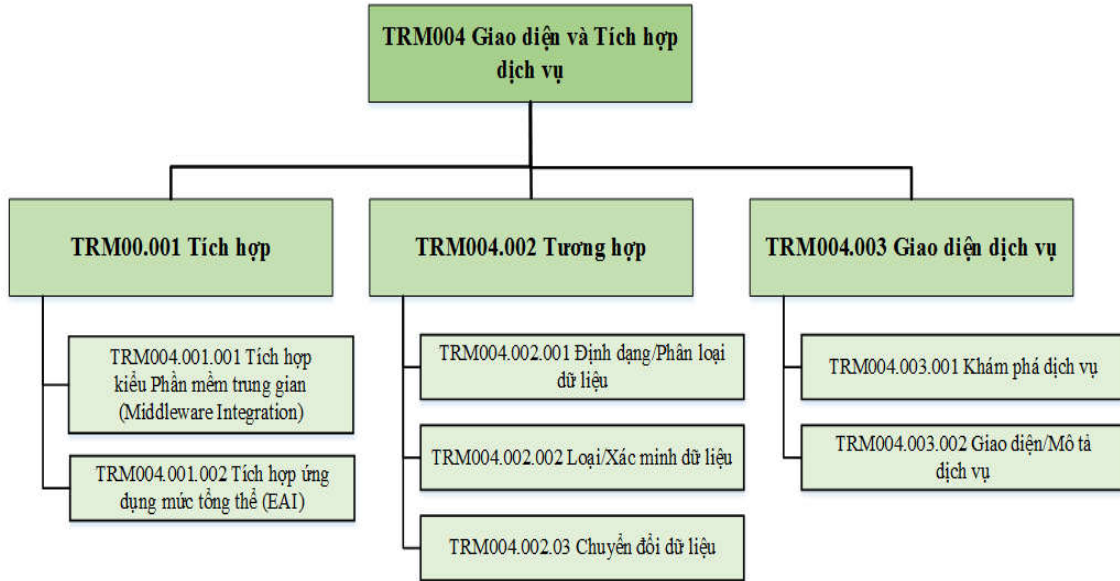 TRM004 Giao diện và Tích hợp
dịch vụ
TRM00.001 Tích hợp
TRM004.002 Tương hợp
TRM004.003 Giao diện dịch vụ
TRM004.001.001 Tích hợp
kiểu Phần mềm trung gian
(Middleware Integration)
TRM004.001.002 Tích hợp ứng
dụng mức tổng thể (EAI)
TRM004.002.001 Định dạng/Phân loại
dữ liệu
TRM004.002.002 Loại/Xác minh dữ liệu
TRM004.002.03 Chuyển đổi dữ liệu
TRM004.003.001 Khám phá dịch vụ
TRM004.003.002 Giao diện/Mô tả
dịch vụ